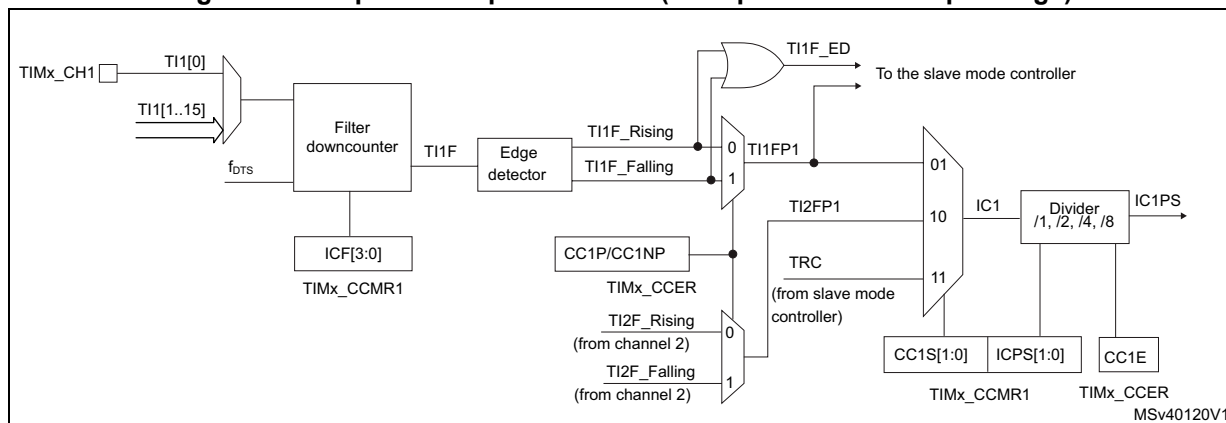 TI1[0]
TIMx_CH1
TI1[1..15]
fDTS
Filter
downcounter
ICF[3:0]
TIMx_CCMR1
TI1F
Edge
detector
TI1F_Rising
TI1F_Falling
TI1F_ED
To the slave mode controller
0
1
TI1FP1
CC1P/CC1NP
TIMx_CCER
TI2F_Rising
(from channel 2)
TI2F_Falling
(from channel 2)
0
1
TI2FP1
TRC
(from slave mode
controller)
01
10
11
IC1
Divider
/1, /2, /4, /8
IC1PS
CC1S[1:0]
ICPS[1:0]
CC1E
TIMx_CCMR1
TIMx_CCER
MSv40120V1